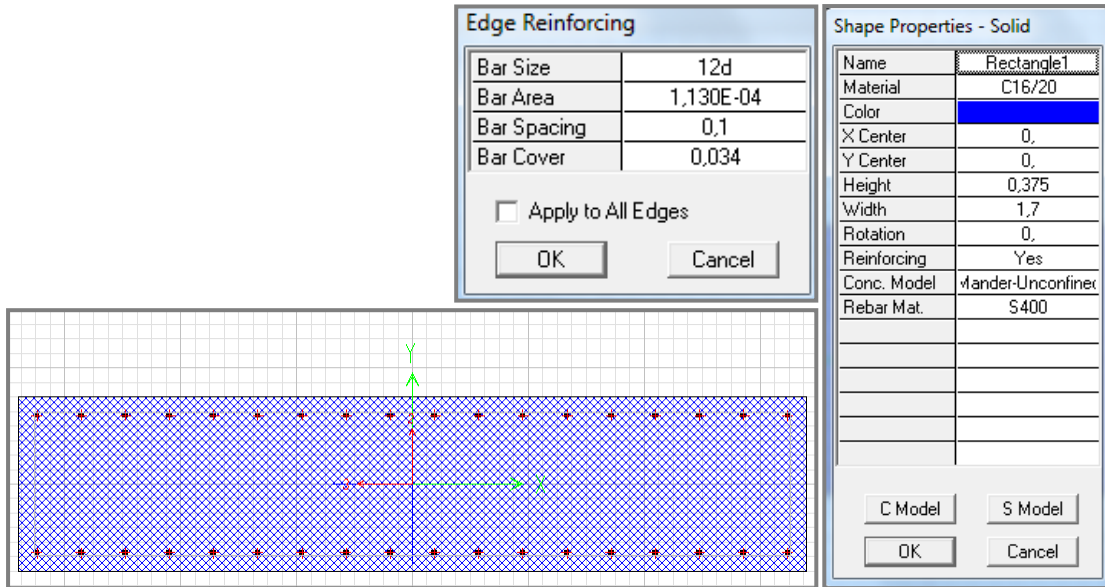 Edge Reinforcing
Bar Size 12d
Bar Area 1,130E-04
Bar Spacing 0,1
Bar Cover 0,034
Apply to All Edges
OK Cancel
Shape Properties - Solid
Name Rectangle1
Material C16/20
Color
X Center 0,
Y Center 0,
Height 0,375
Width 1,7
Rotation 0,
Reinforcing Yes
Conc. Model Mander-Unconfined
Rebar Mat. S400
C Model S Model
OK Cancel
Y
X